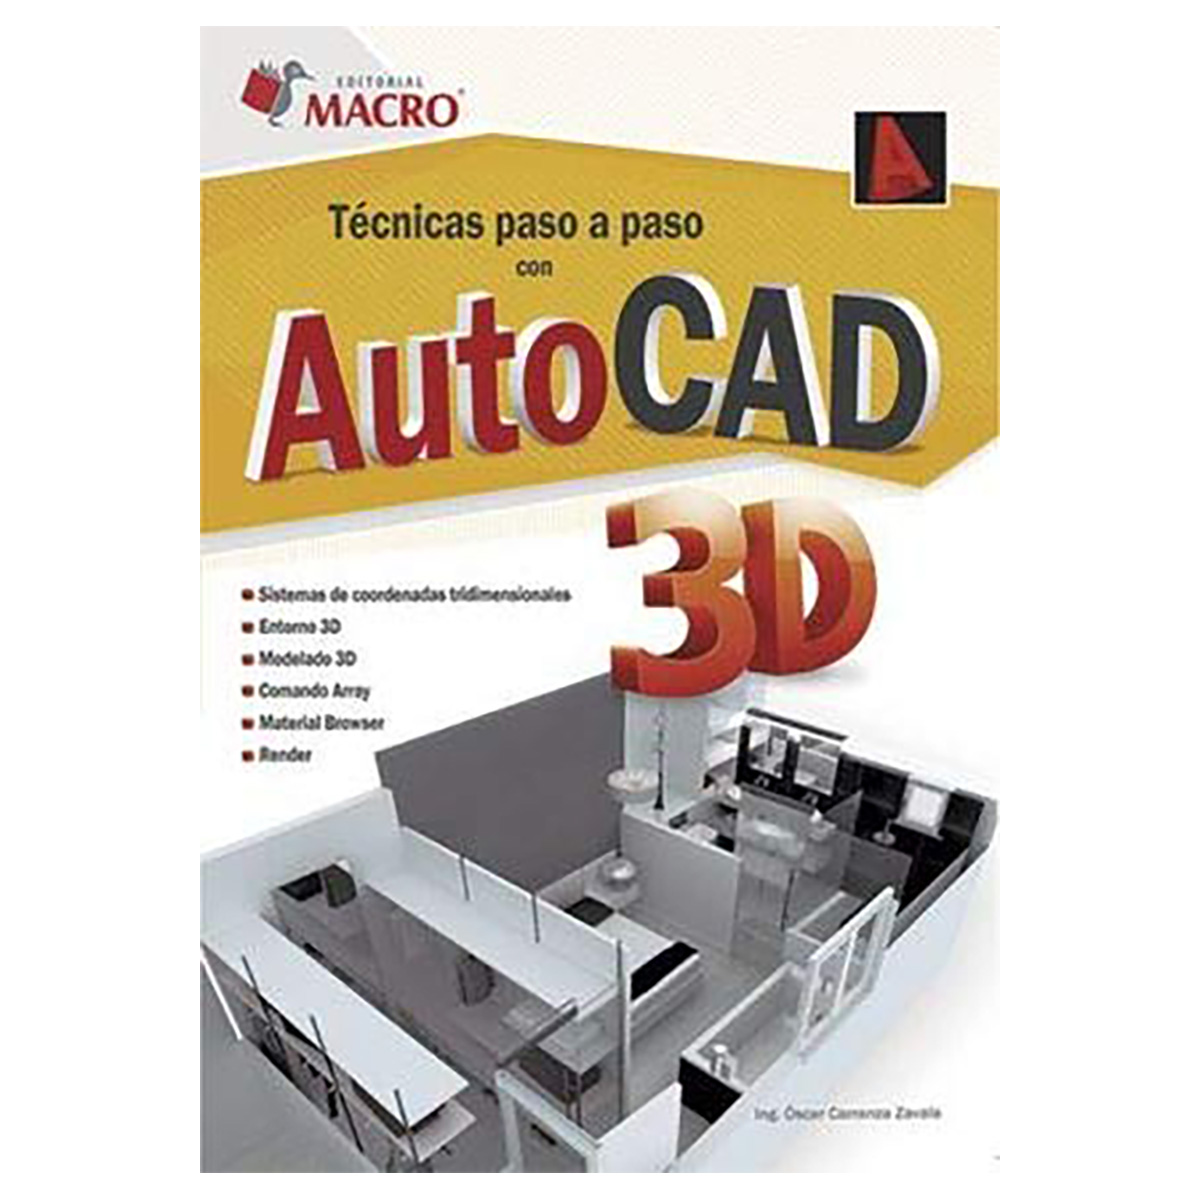 EDITORIAL
MACRO
Técnicas paso a paso
con
AutoCAD
3D
Sistemas de coordenadas tridimensionales
Entorno 3D
Modelado 3D
Comando Array
Material Browser
Render
Ing. Óscar Carranza Zavala